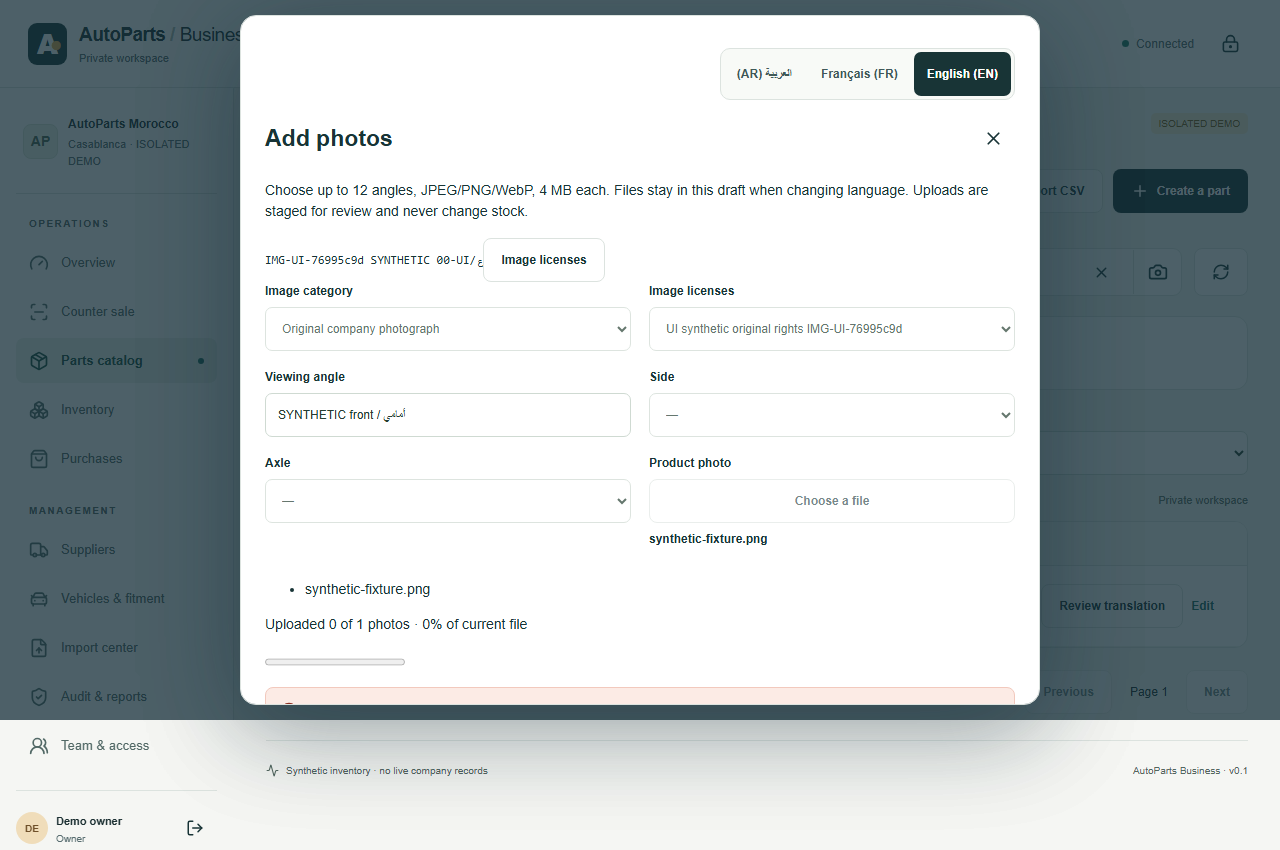 AutoParts / Busines
Private workspace
Connected
AP
AutoParts Morocco
Casablanca · ISOLATED
DEMO
OPERATIONS
Overview
Counter sale
Parts catalog
Inventory
Purchases
MANAGEMENT
Suppliers
Vehicles & fitment
Import center
Audit & reports
Team & access
DE
Demo owner
Owner
العربية (AR)
Français (FR)
English (EN)
Add photos
Choose up to 12 angles, JPEG/PNG/WebP, 4 MB each. Files stay in this draft when changing language. Uploads are
staged for review and never change stock.
IMG-UI-76995c9d SYNTHETIC 00-UI/ع
Image licenses
Image category
Image licenses
Original company photograph
UI synthetic original rights IMG-UI-76995c9d
Viewing angle
Side
SYNTHETIC front / أمامي
—
Axle
Product photo
—
Choose a file
synthetic-fixture.png
• synthetic-fixture.png
Uploaded 0 of 1 photos · 0% of current file
ISOLATED DEMO
ort CSV
Create a part
Private workspace
Review translation
Edit
Previous
Page 1
Next
Synthetic inventory · no live company records
AutoParts Business · v0.1